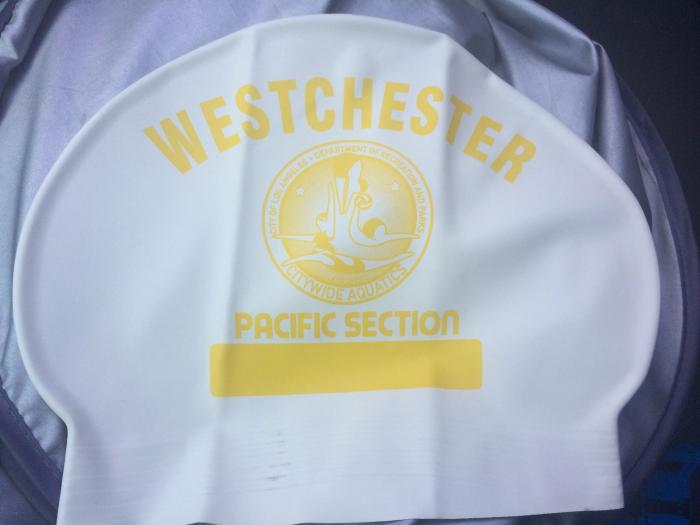 WESTCHESTER
CITY OF LOS ANGELES • DEPARTMENT OF RECREATION AND PARKS
CITYWIDE AQUATICS
PACIFIC SECTION